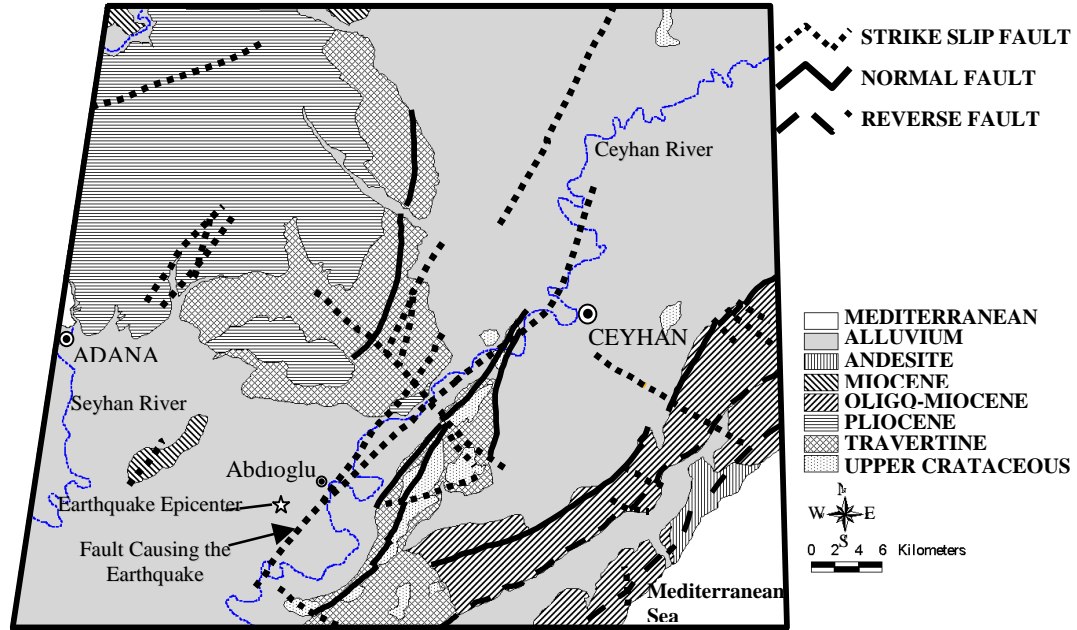 STRIKE SLIP FAULT
NORMAL FAULT
REVERSE FAULT
Ceyhan River
CEYHAN
ADANA
Seyhan River
Abdıoglu
Earthquake Epicenter
Fault Causing the
Earthquake
Mediterranean
Sea
MEDITERRANEAN
ALLUVIUM
ANDESITE
MIOCENE
OLIGO-MIOCENE
PLIOCENE
TRAVERTINE
UPPER CRATACEOUS
N
W E
S
0 2 4 6 Kilometers